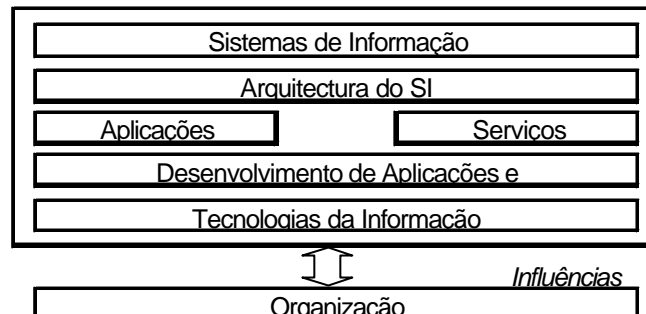 Sistemas de Informação
Arquitectura do SI
Aplicações Serviços
Desenvolvimento de Aplicações e
Tecnologias da Informação
Influências
Organização